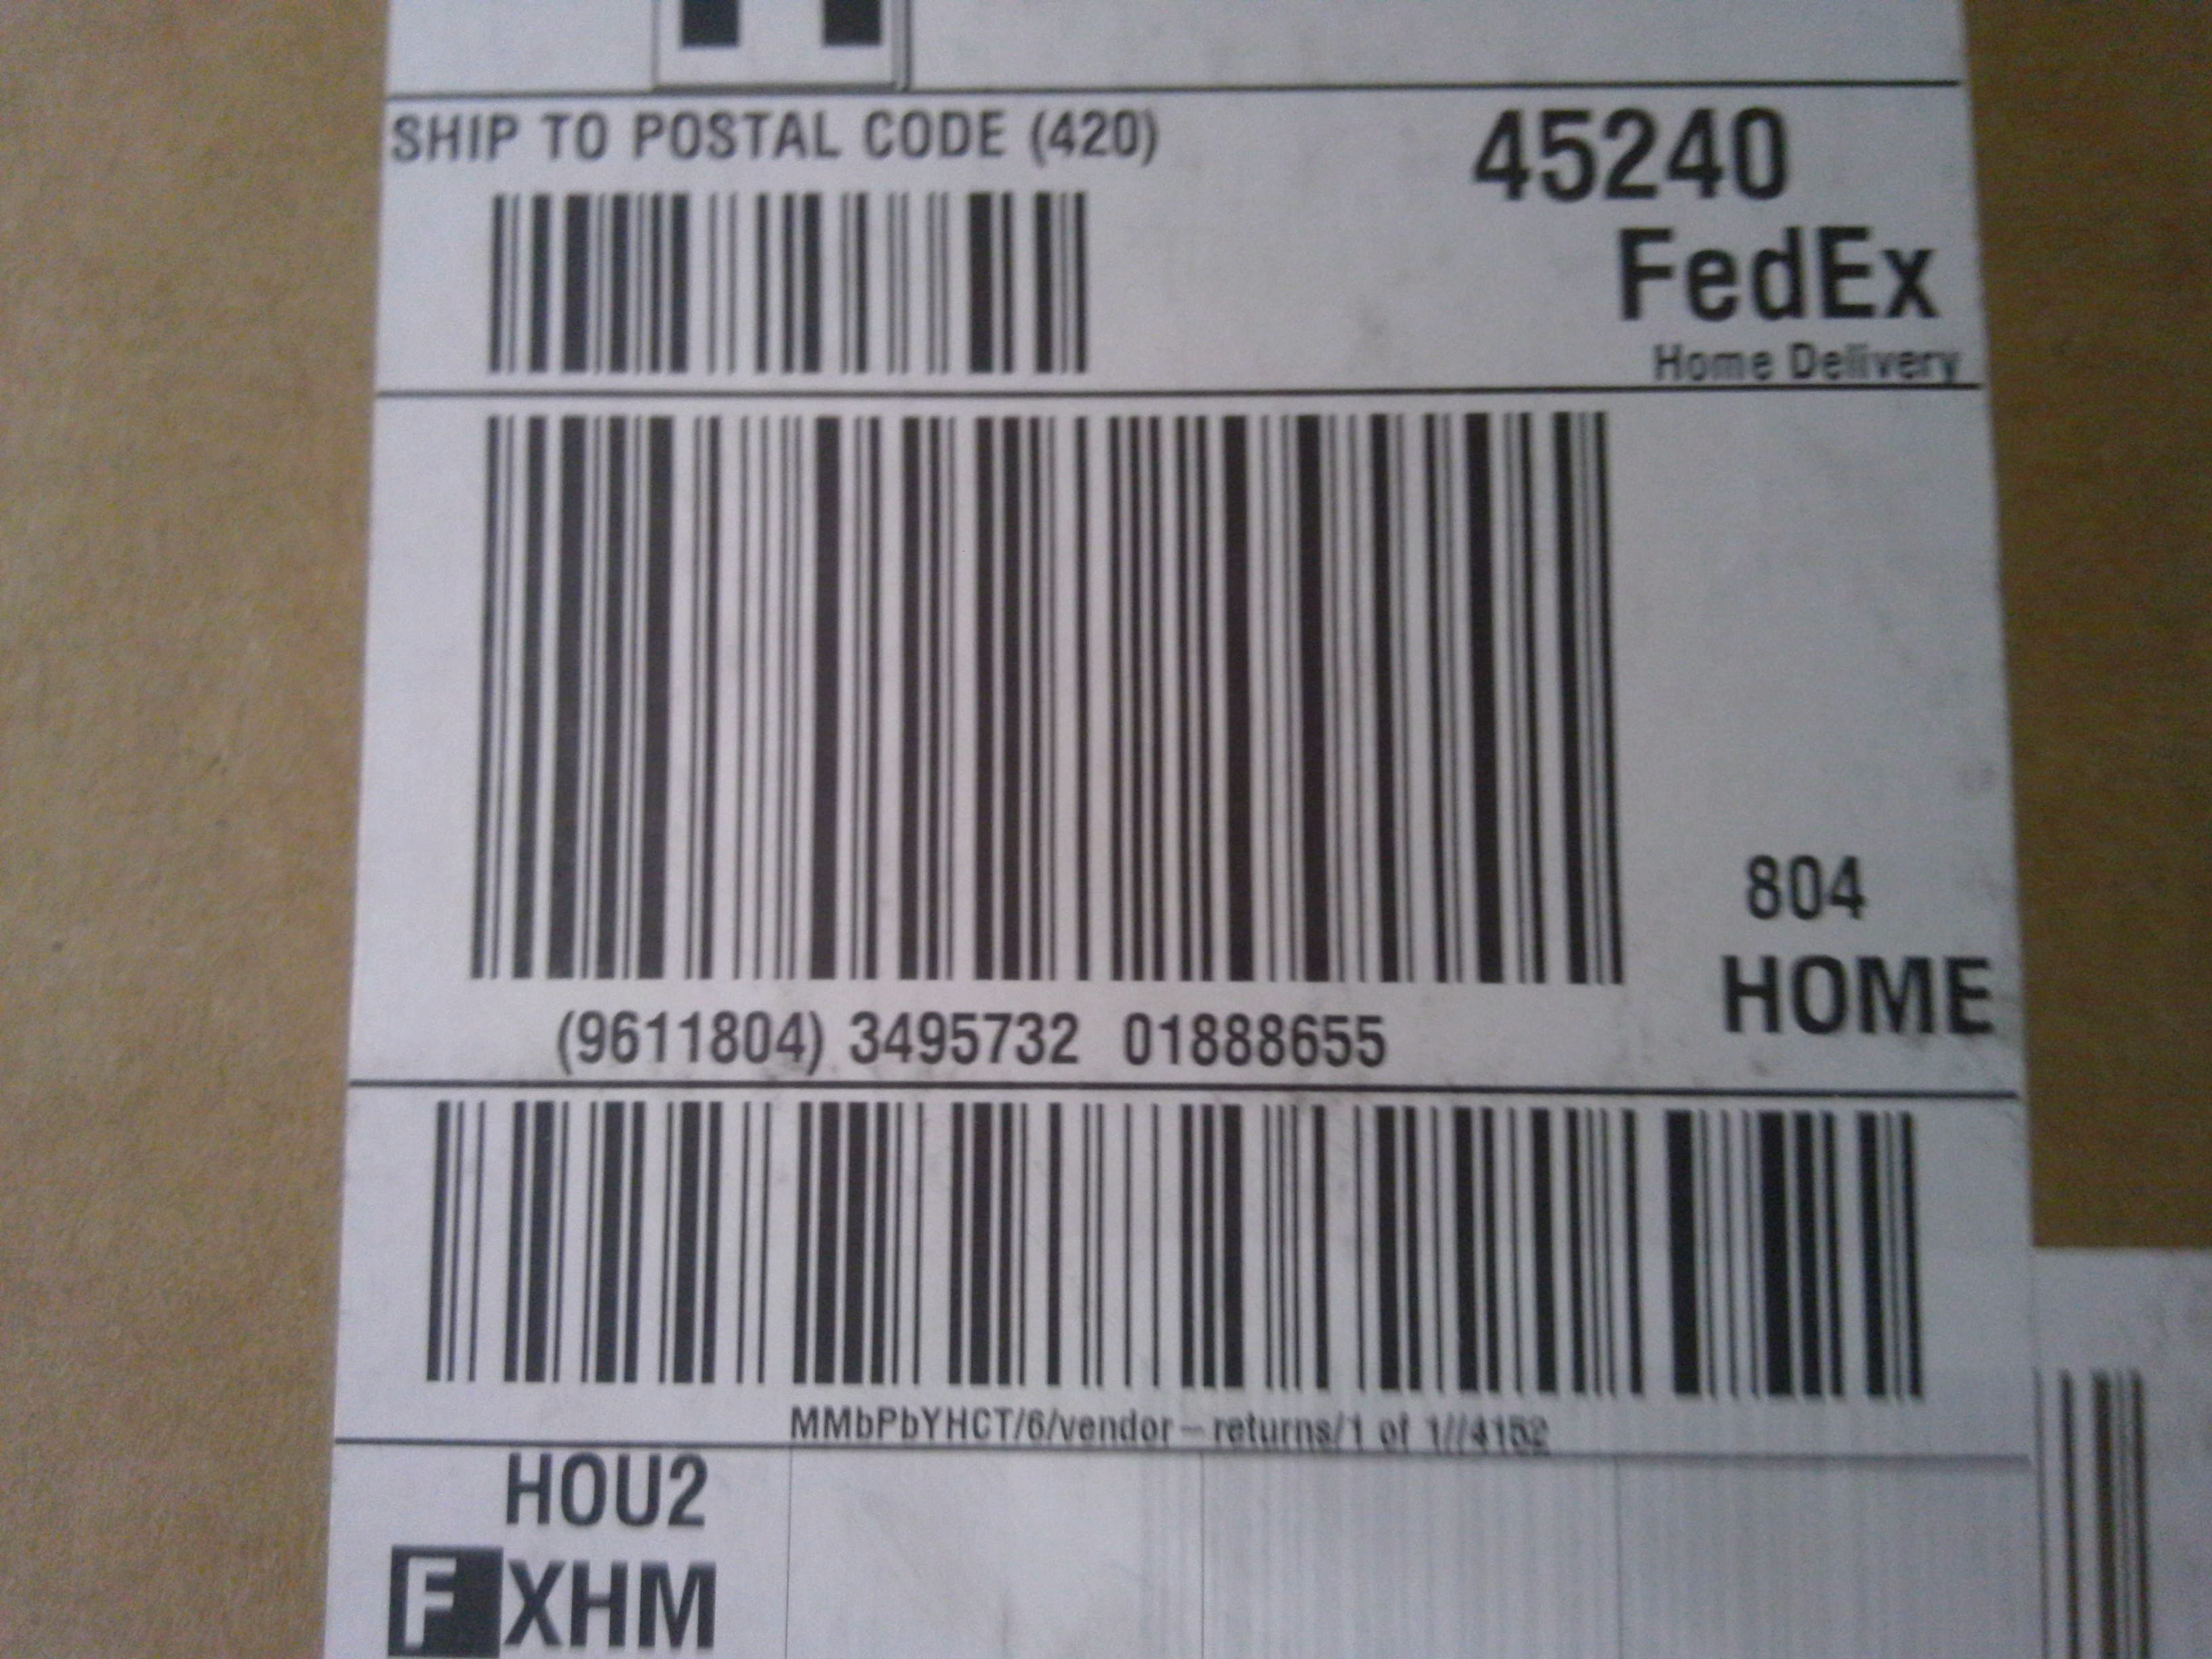 SHIP TO POSTAL CODE (420)
45240
FedEx
Home Delivery
804
HOME
(9611804) 3495732 01888655
MMbPbYHCT/6/vendor-returns/1 of 1//4152
HOU2
FXHM